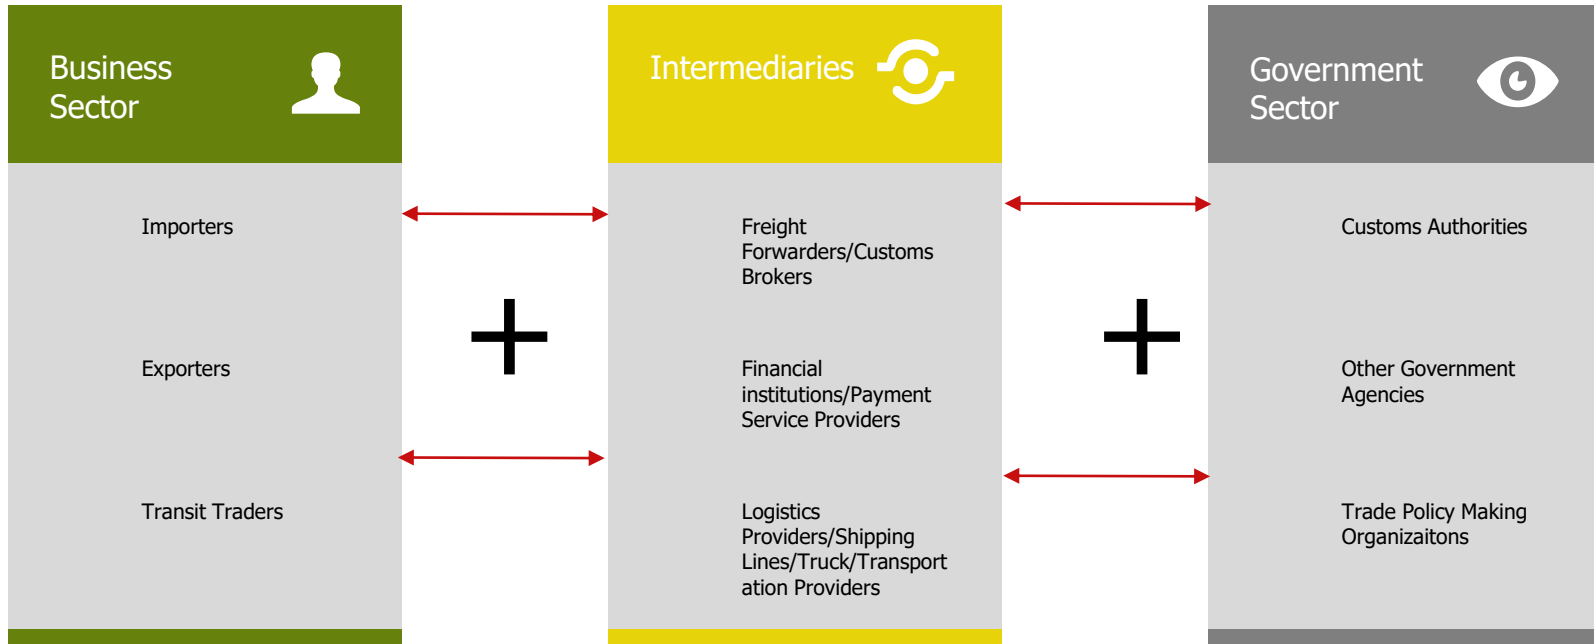 Business
Sector
Importers
Exporters
Transit Traders
Intermediaries
Freight
Forwarders/Customs
Brokers
Financial
institutions/Payment
Service Providers
Logistics
Providers/Shipping
Lines/Truck/Transport
ation Providers
Government
Sector
Customs Authorities
Other Government
Agencies
Trade Policy Making
Organizaitons